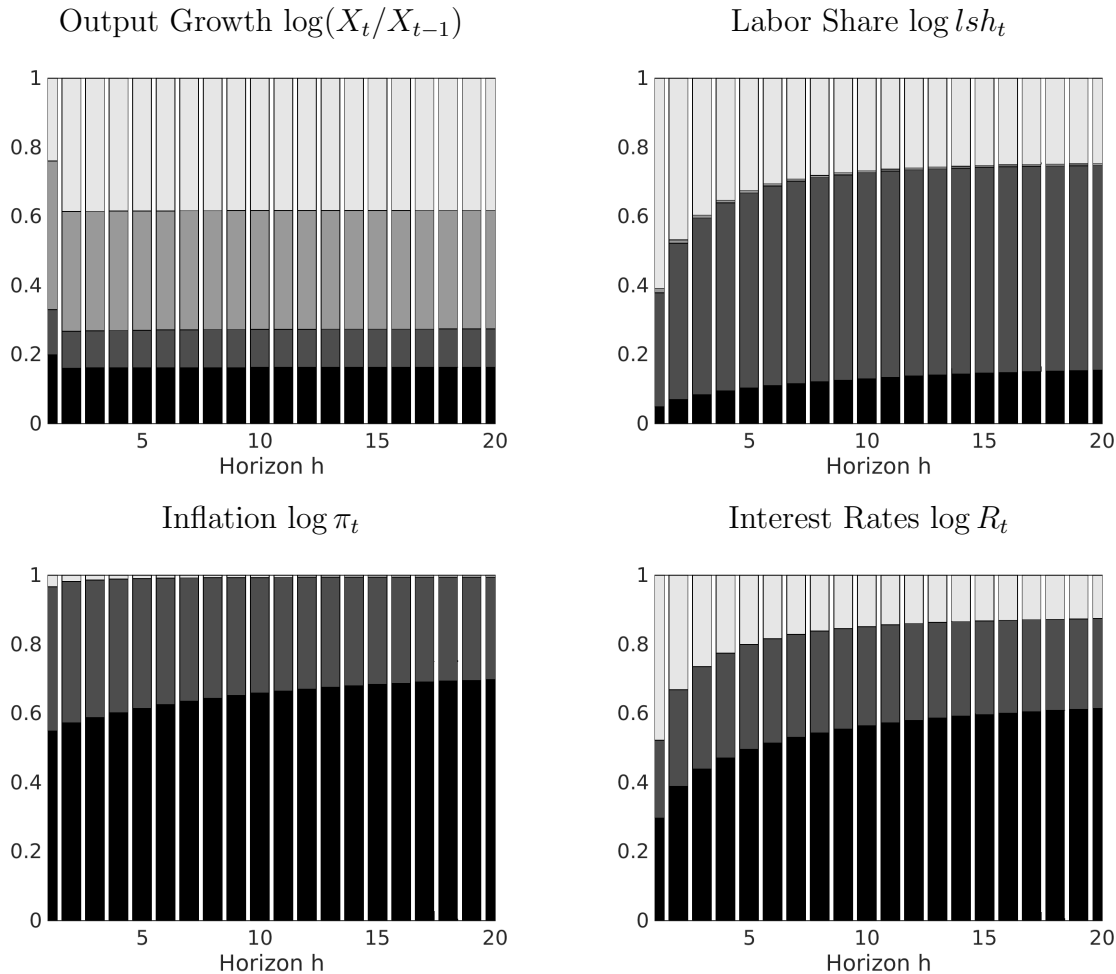 Output Growth log(X_t/X_{t−1})
1
0.8
0.6
0.4
0.2
0
5 10 15 20
Horizon h
Labor Share log lsh_t
1
0.8
0.6
0.4
0.2
0
5 10 15 20
Horizon h
Inflation log π_t
1
0.8
0.6
0.4
0.2
0
5 10 15 20
Horizon h
Interest Rates log R_t
1
0.8
0.6
0.4
0.2
0
5 10 15 20
Horizon h